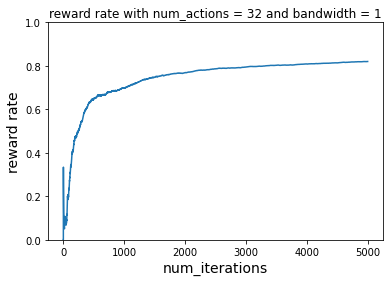 reward rate with num_actions = 32 and bandwidth = 1
1.0
0.8
0.6
0.4
0.2
0.0
reward rate
0 1000 2000 3000 4000 5000
num_iterations